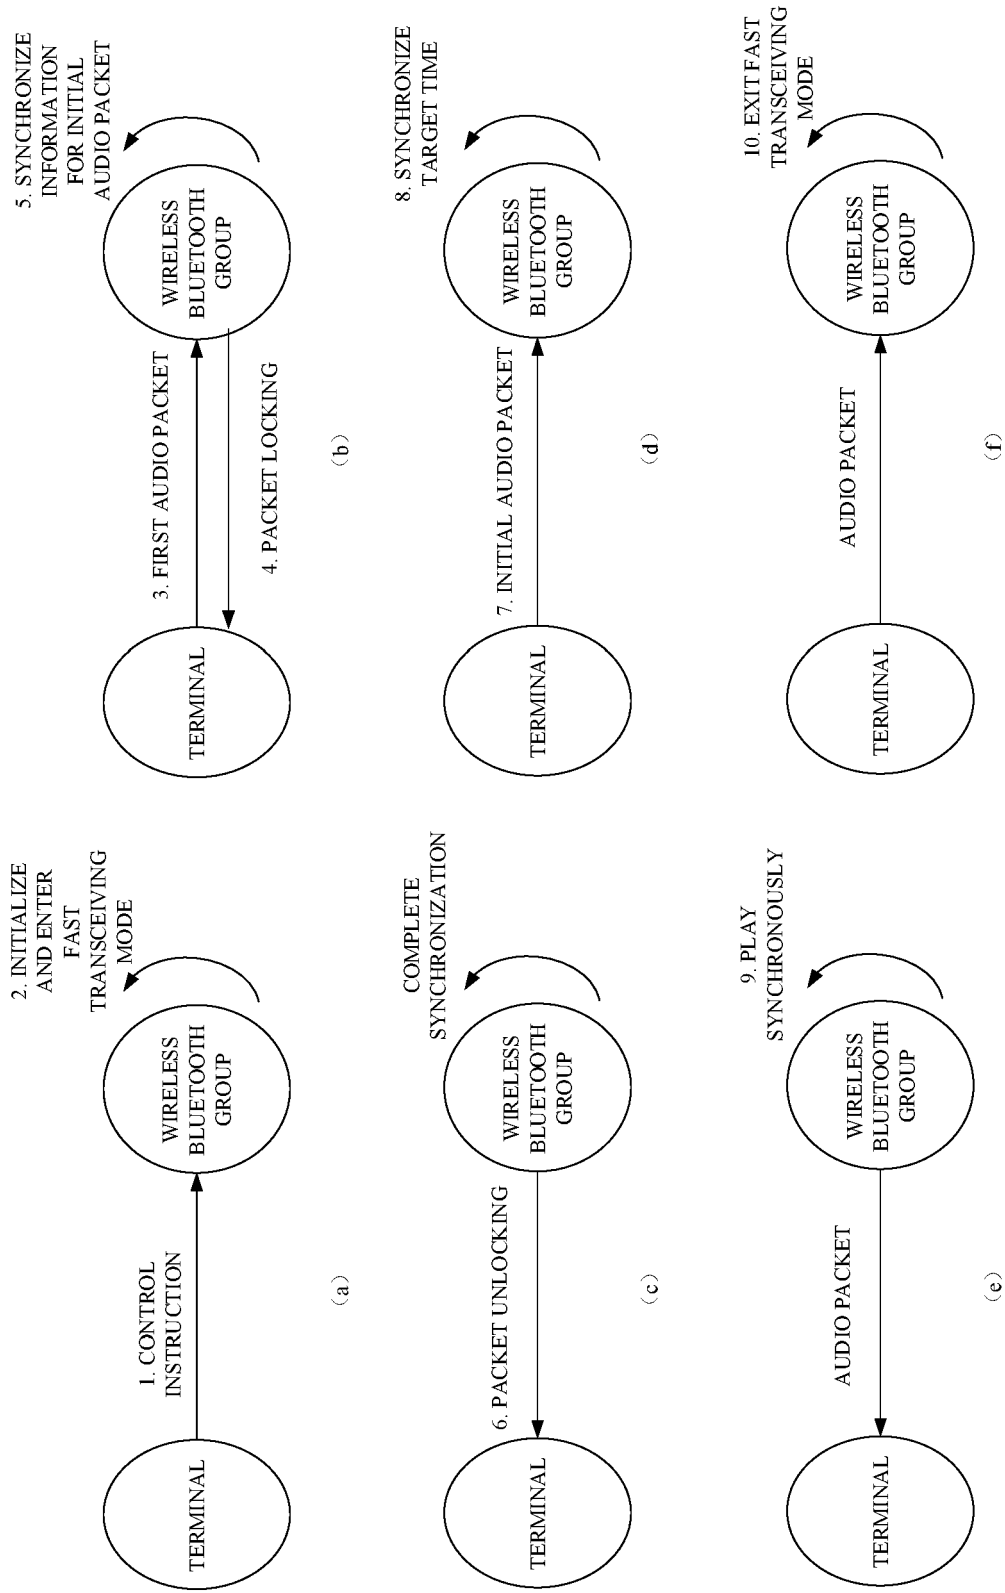 2. INITIALIZE
AND ENTER
FAST
TRANSCEIVING
MODE
1. CONTROL
INSTRUCTION
TERMINAL
WIRELESS
BLUETOOTH
GROUP
(a)
5. SYNCHRONIZE
INFORMATION
FOR INITIAL
AUDIO PACKET
3. FIRST AUDIO PACKET
TERMINAL
WIRELESS
BLUETOOTH
GROUP
4. PACKET LOCKING
(b)
COMPLETE
SYNCHRONIZATION
6. PACKET UNLOCKING
TERMINAL
WIRELESS
BLUETOOTH
GROUP
(c)
8. SYNCHRONIZE
TARGET TIME
7. INITIAL AUDIO PACKET
TERMINAL
WIRELESS
BLUETOOTH
GROUP
(d)
9. PLAY
SYNCHRONOUSLY
AUDIO PACKET
TERMINAL
WIRELESS
BLUETOOTH
GROUP
(e)
10. EXIT FAST
TRANSCEIVING
MODE
AUDIO PACKET
TERMINAL
WIRELESS
BLUETOOTH
GROUP
(f)